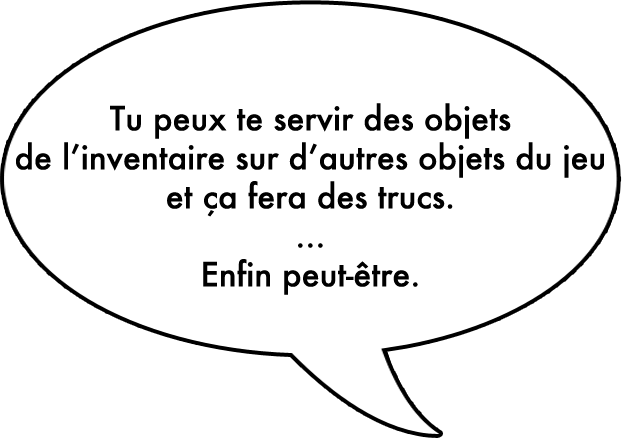 Tu peux te servir des objets
de l’inventaire sur d’autres objets du jeu
et ça fera des trucs.
...
Enfin peut-être.